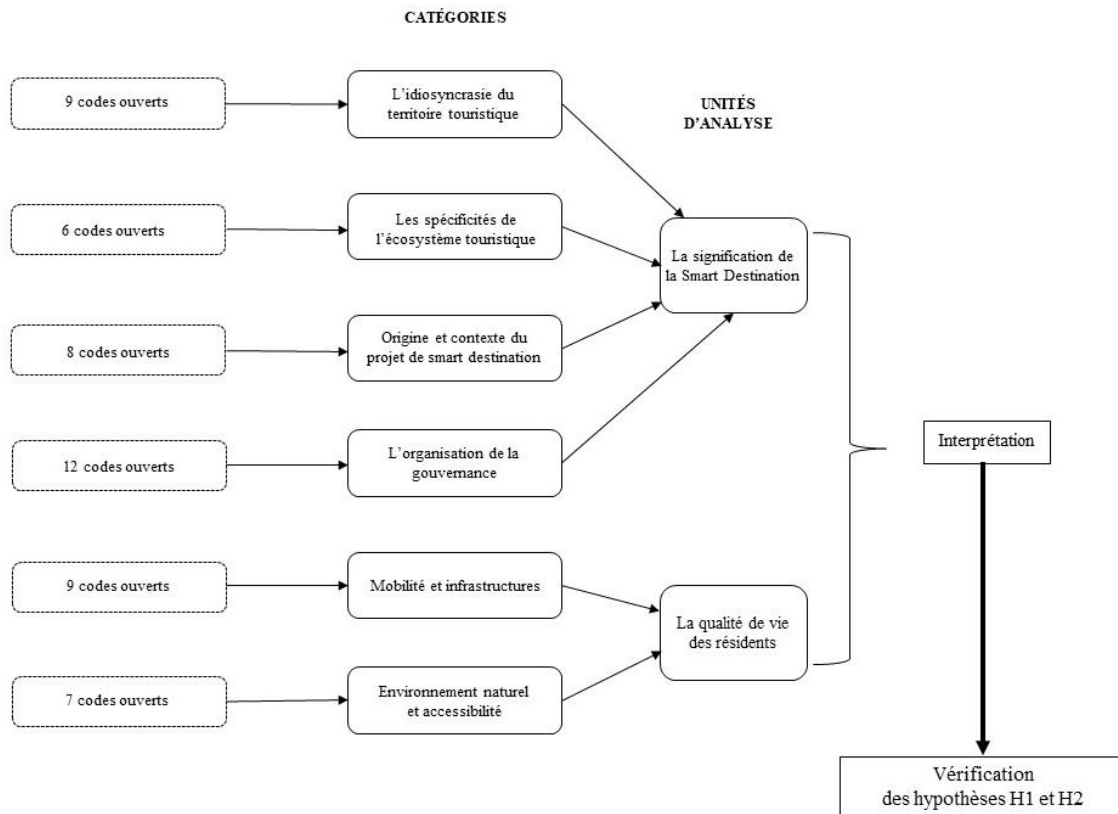 CATÉGORIES
9 codes ouverts
L’idiosyncrasie du
territoire touristique
UNITÉS
D’ANALYSE
6 codes ouverts
Les spécificités de
l’écosystème touristique
La signification de
la Smart Destination
8 codes ouverts
Origine et contexte du
projet de smart destination
12 codes ouverts
L’organisation de la
gouvernance
Interprétation
9 codes ouverts
Mobilité et infrastructures
La qualité de vie
des résidents
7 codes ouverts
Environnement naturel
et accessibilité
Vérification
des hypothèses H1 et H2